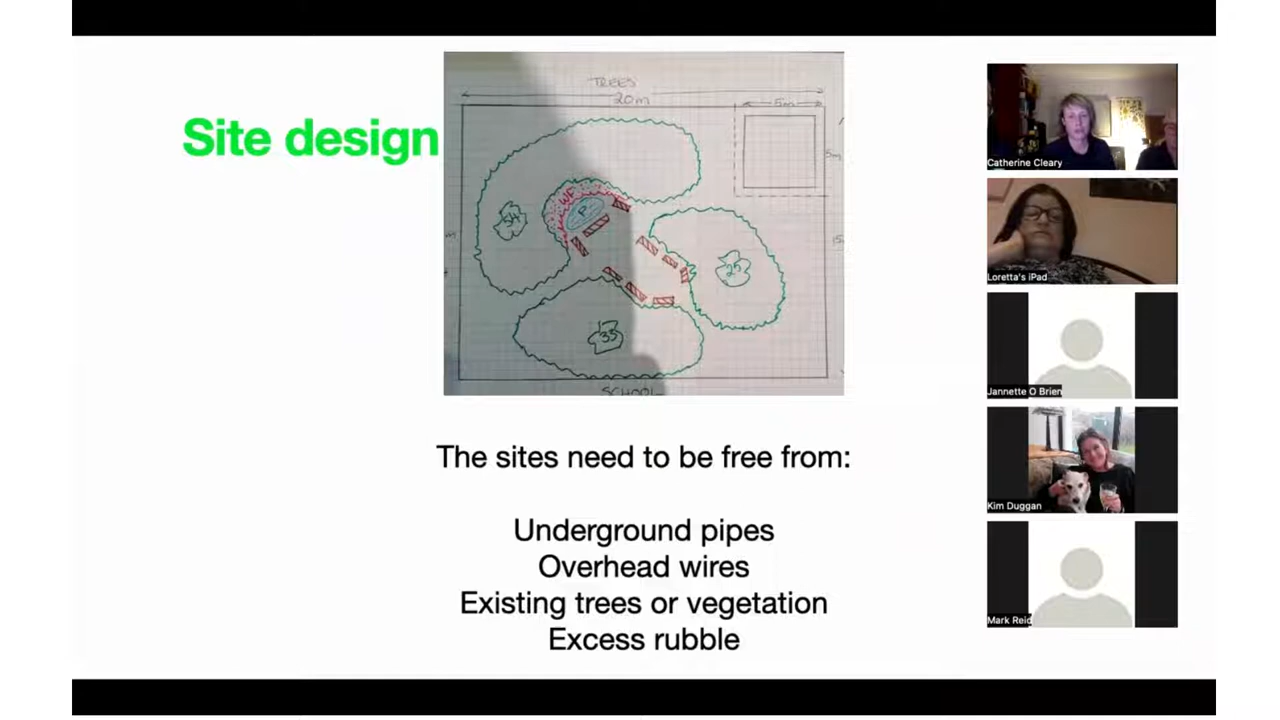 Site design
TREES
20m
5m
5m
WF
P
54
25
33
SCHOOL
The sites need to be free from:
Underground pipes
Overhead wires
Existing trees or vegetation
Excess rubble
Catherine Cleary
Loretta's iPad
Jannette O Brien
Kim Duggan
Mark Reid